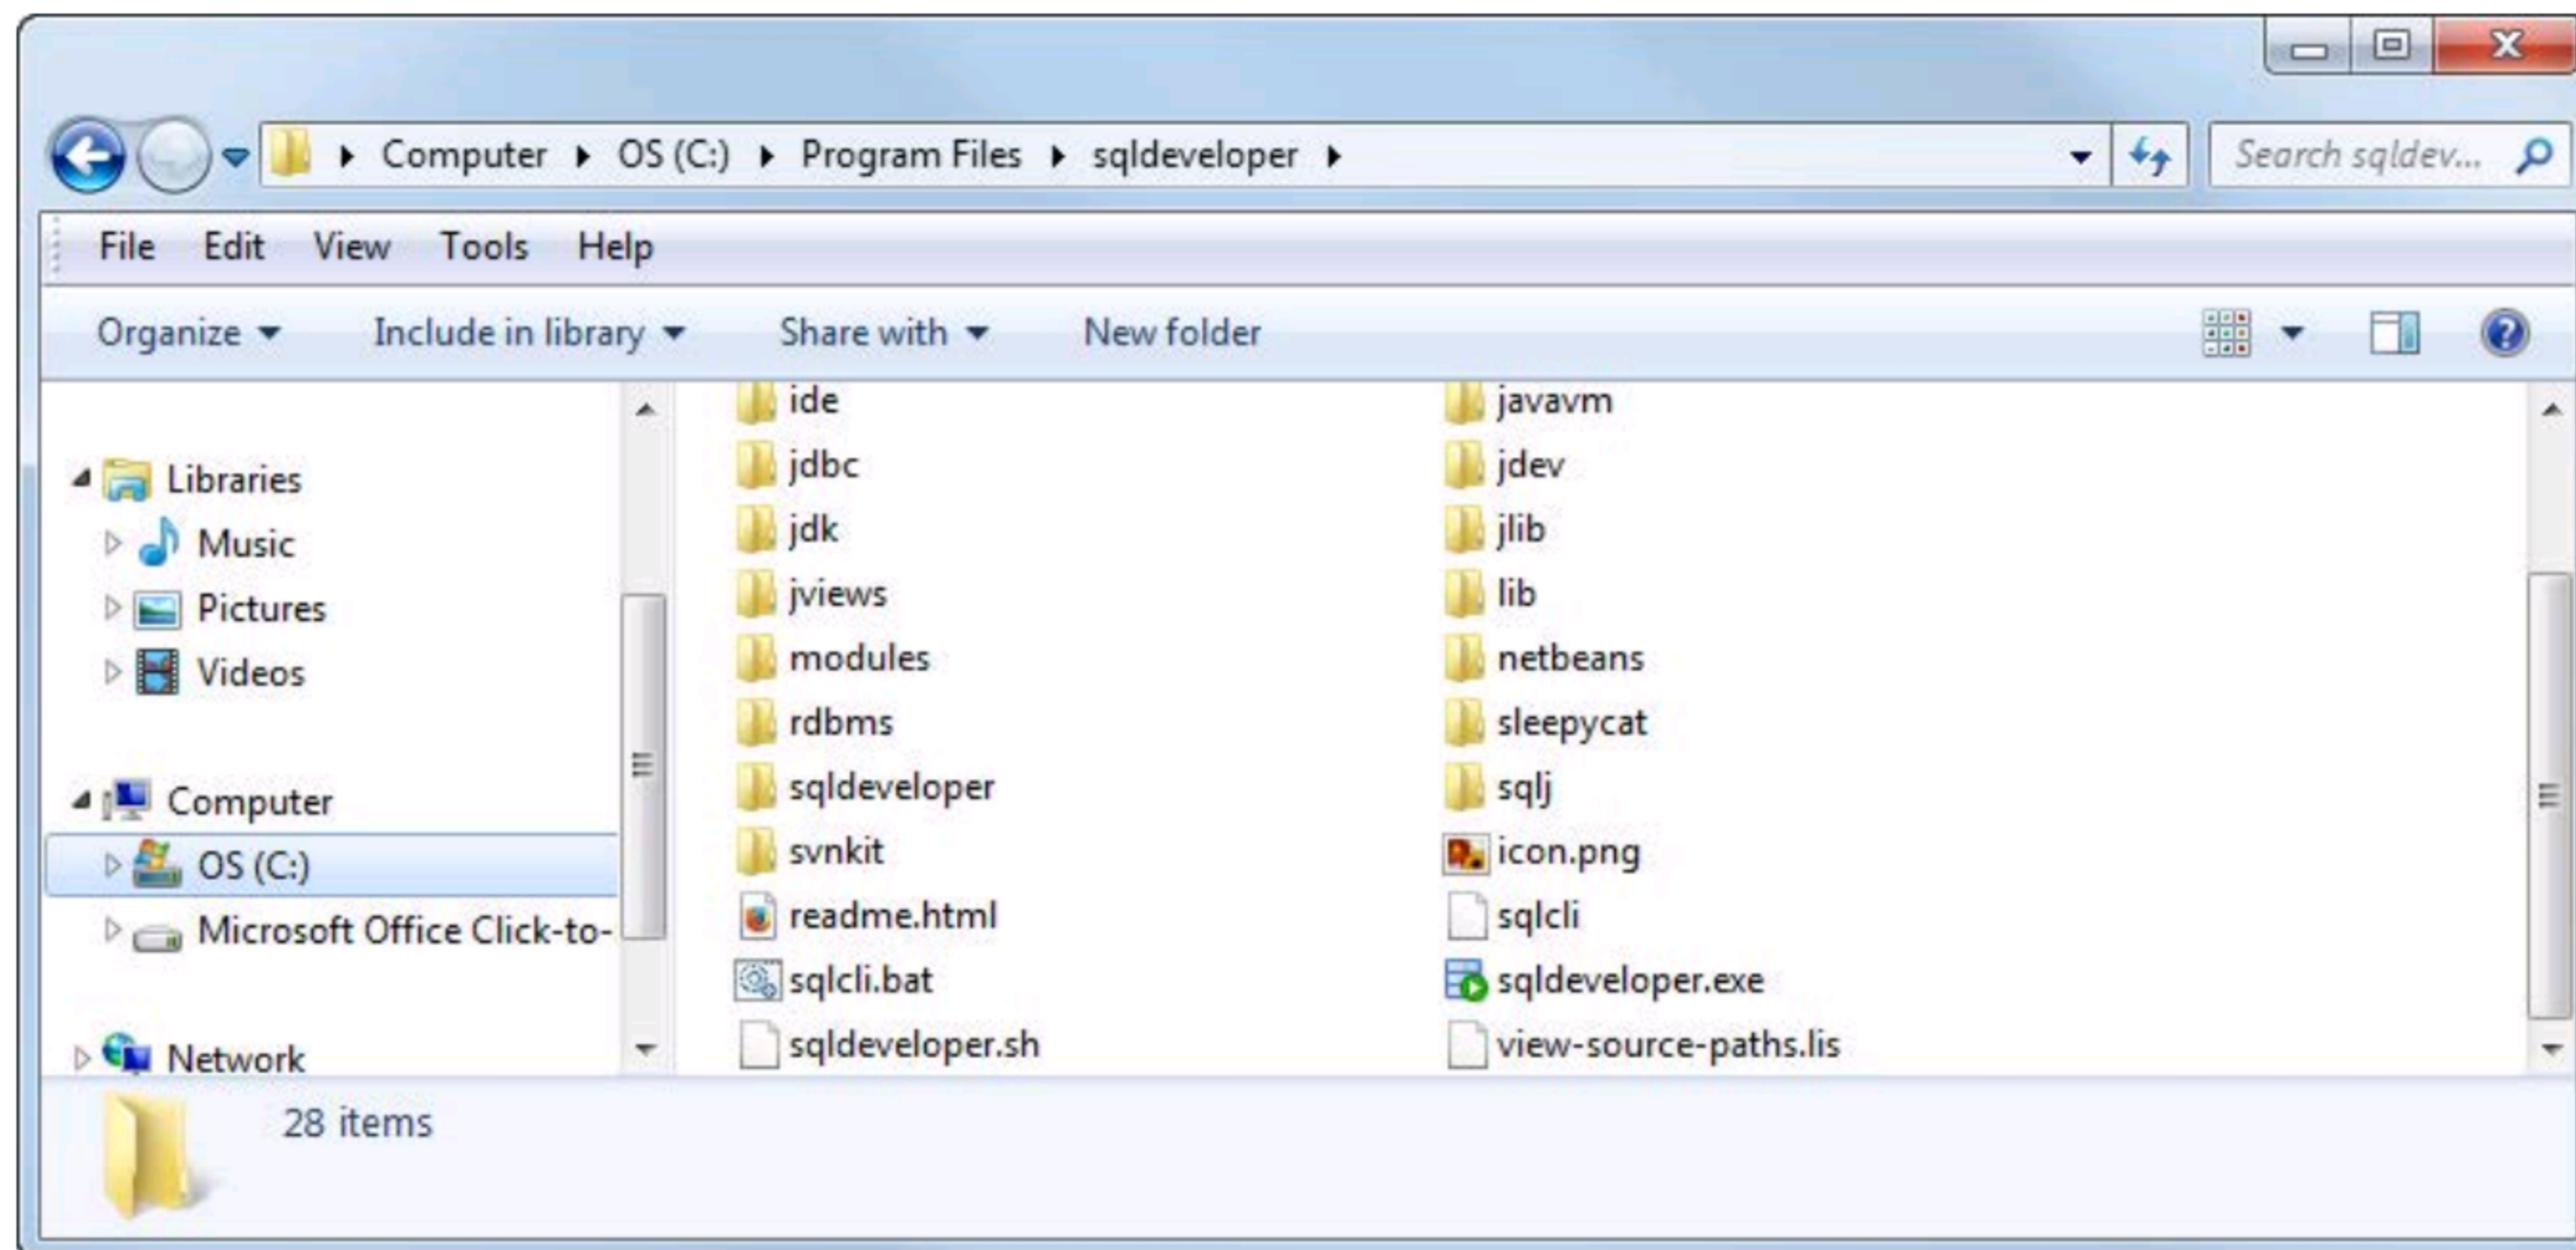 Computer OS (C:) Program Files sqldeveloper
Search sqldev...
File Edit View Tools Help
Organize Include in library Share with New folder
Libraries
Music
Pictures
Videos
Computer
OS (C:)
Microsoft Office Click-to-
Network
ide javavm
jdbc jdev
jdk jlib
jviews lib
modules netbeans
rdbms sleepycat
sqldeveloper sqlj
svnkit icon.png
readme.html sqlcli
sqlcli.bat sqldeveloper.exe
sqldeveloper.sh view-source-paths.lis
28 items